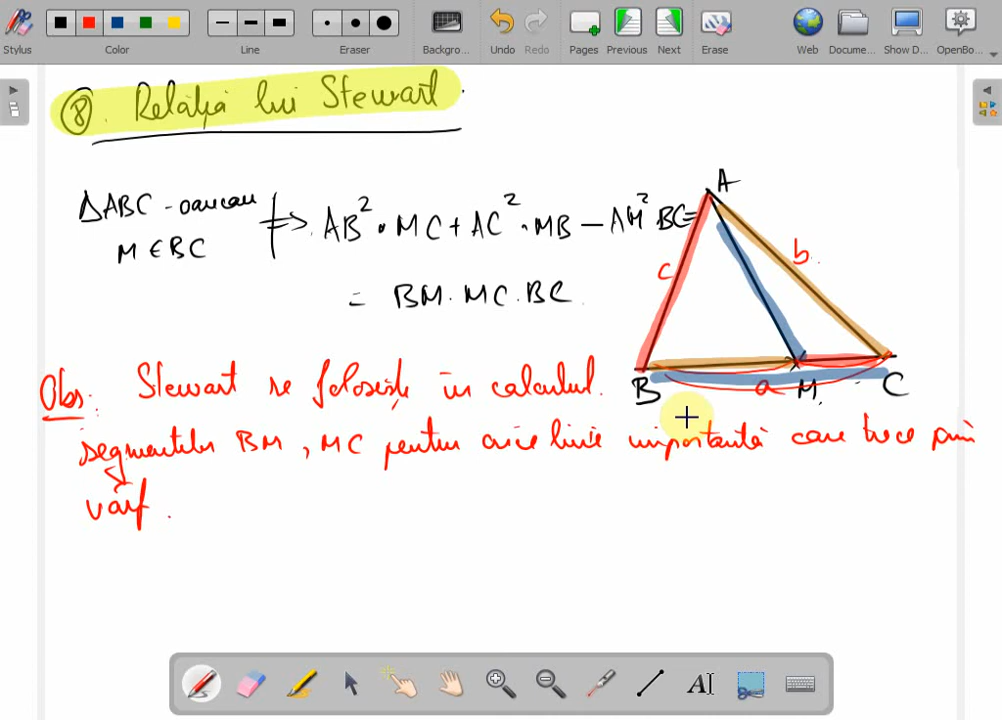 Stylus Color Line Eraser Backgro... Undo Redo Pages Previous Next Erase Web Docume... Show D... OpenBo...
⑧. Relația lui Stewart
ΔABC - oarecare
M ∈ BC
⇒ AB² · MC + AC² · MB − AM² BC =
= BM · MC · BC
A
c
b
B
a
M
C
Obs: Stewart se folosește în calculul
segmentelor BM, MC pentru orice linie importantă care trece prin
vârf.